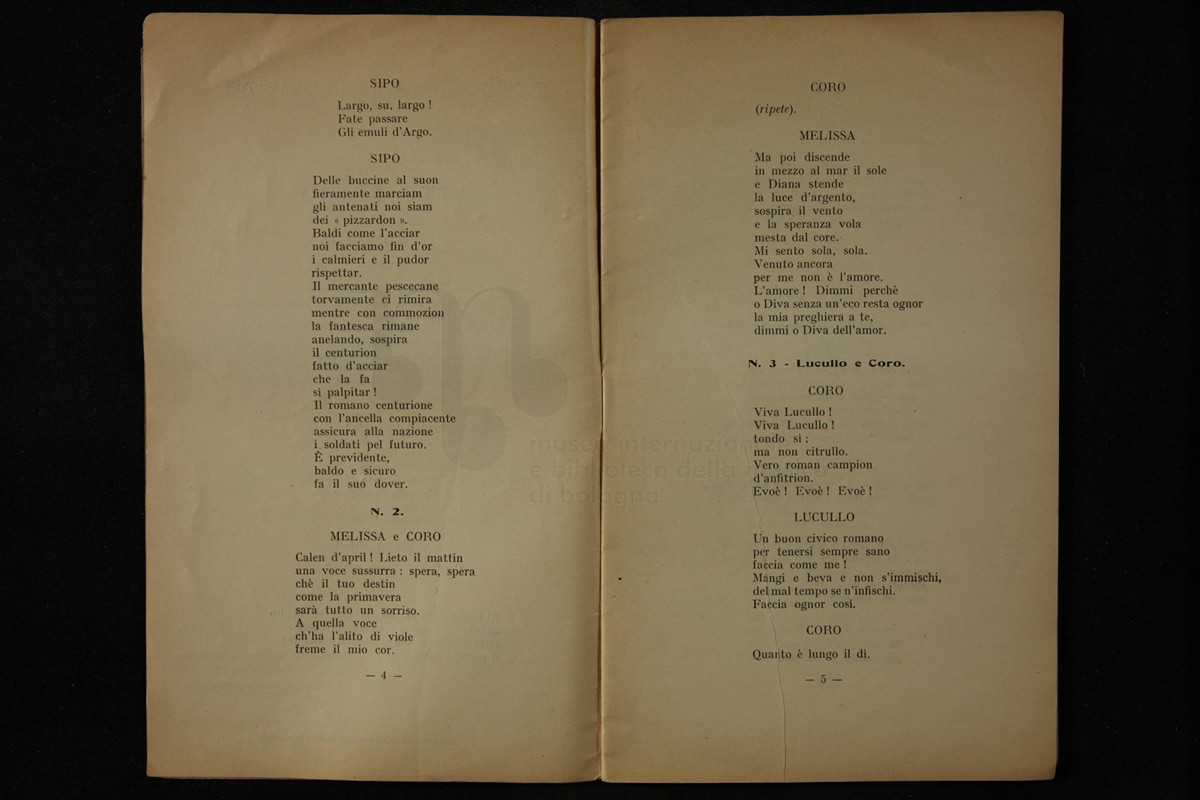 SIPO
Largo, su, largo !
Fate passare
Gli emuli d'Argo.
SIPO
Delle buccine al suon
fieramente marciam
gli antenati noi siam
dei « pizzardon ».
Baldi come l'acciar
noi facciamo fin d'or
i calmieri e il pudor
rispettar.
Il mercante pescecane
torvamente ci rimira
mentre con commozion
la fantesca rimane
anelando, sospira
il centurion
fatto d'acciar
che la fa
sì palpitar !
Il romano centurione
con l'ancella compiacente
assicura alla nazione
i soldati pel futuro.
È previdente,
baldo e sicuro
fa il suo dover.
N. 2.
MELISSA e CORO
Calen d'april ! Lieto il mattin
una voce sussurra : spera, spera
chè il tuo destin
come la primavera
sarà tutto un sorriso.
A quella voce
ch'ha l'alito di viole
freme il mio cor.
— 4 —
CORO
(ripete).
MELISSA
Ma poi discende
in mezzo al mar il sole
e Diana stende
la luce d'argento,
sospira il vento
e la speranza vola
mesta dal core.
Mi sento sola, sola.
Venuto ancora
per me non è l'amore.
L'amore ! Dimmi perchè
o Diva senza un'eco resta ognor
la mia preghiera a te,
dimmi o Diva dell'amor.
N. 3 - Lucullo e Coro.
CORO
Viva Lucullo !
Viva Lucullo !
tondo sì ;
ma non citrullo.
Vero roman campion
d'anfitrion.
Evoè ! Evoè ! Evoè !
LUCULLO
Un buon civico romano
per tenersi sempre sano
faccia come me !
Mangi e beva e non s'immischi,
del mal tempo se n'infischi.
Faccia ognor così.
CORO
Quanto è lungo il dì.
— 5 —
museo internazion
e biblioteca della
di bologna